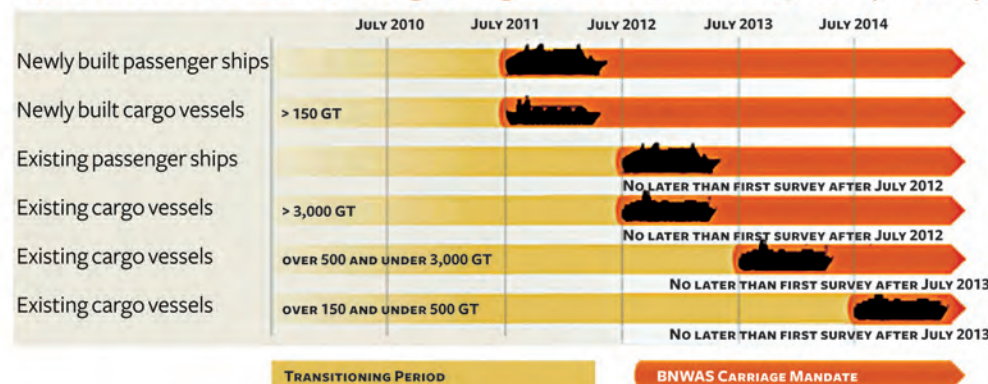 July 2010 July 2011 July 2012 July 2013 July 2014
Newly built passenger ships
Newly built cargo vessels > 150 GT
Existing passenger ships
No later than first survey after July 2012
Existing cargo vessels > 3,000 GT
No later than first survey after July 2012
Existing cargo vessels over 500 and under 3,000 GT
No later than first survey after July 2013
Existing cargo vessels over 150 and under 500 GT
No later than first survey after July 2013
Transitioning Period BNWAS Carriage Mandate